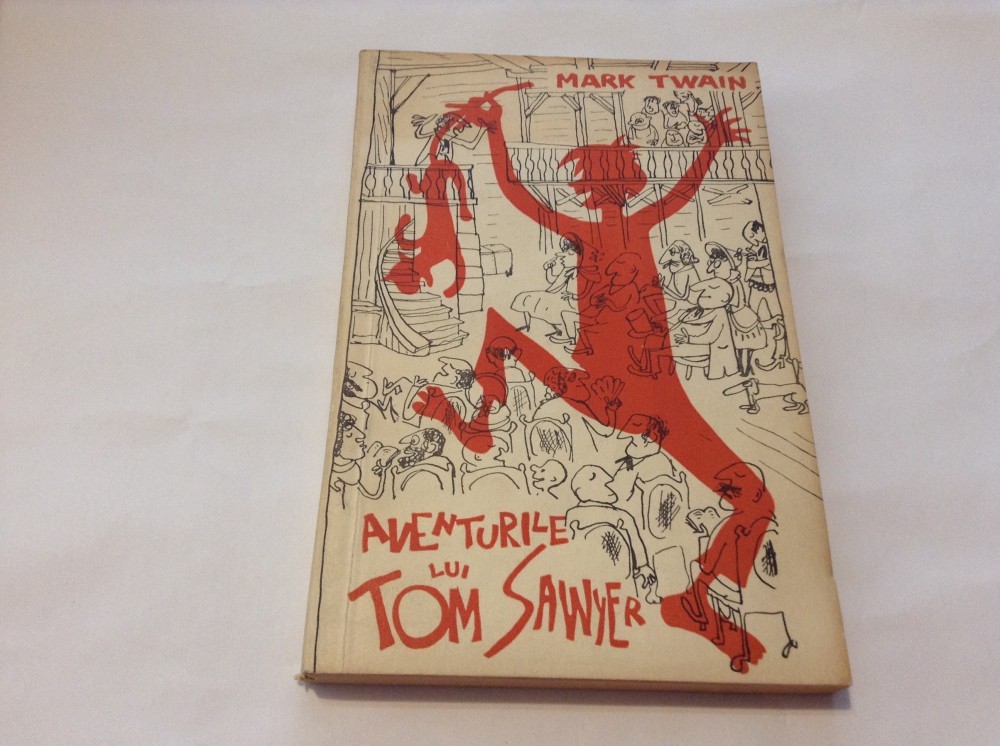 MARK TWAIN
AVENTURILE
LUI
TOM SAWYER